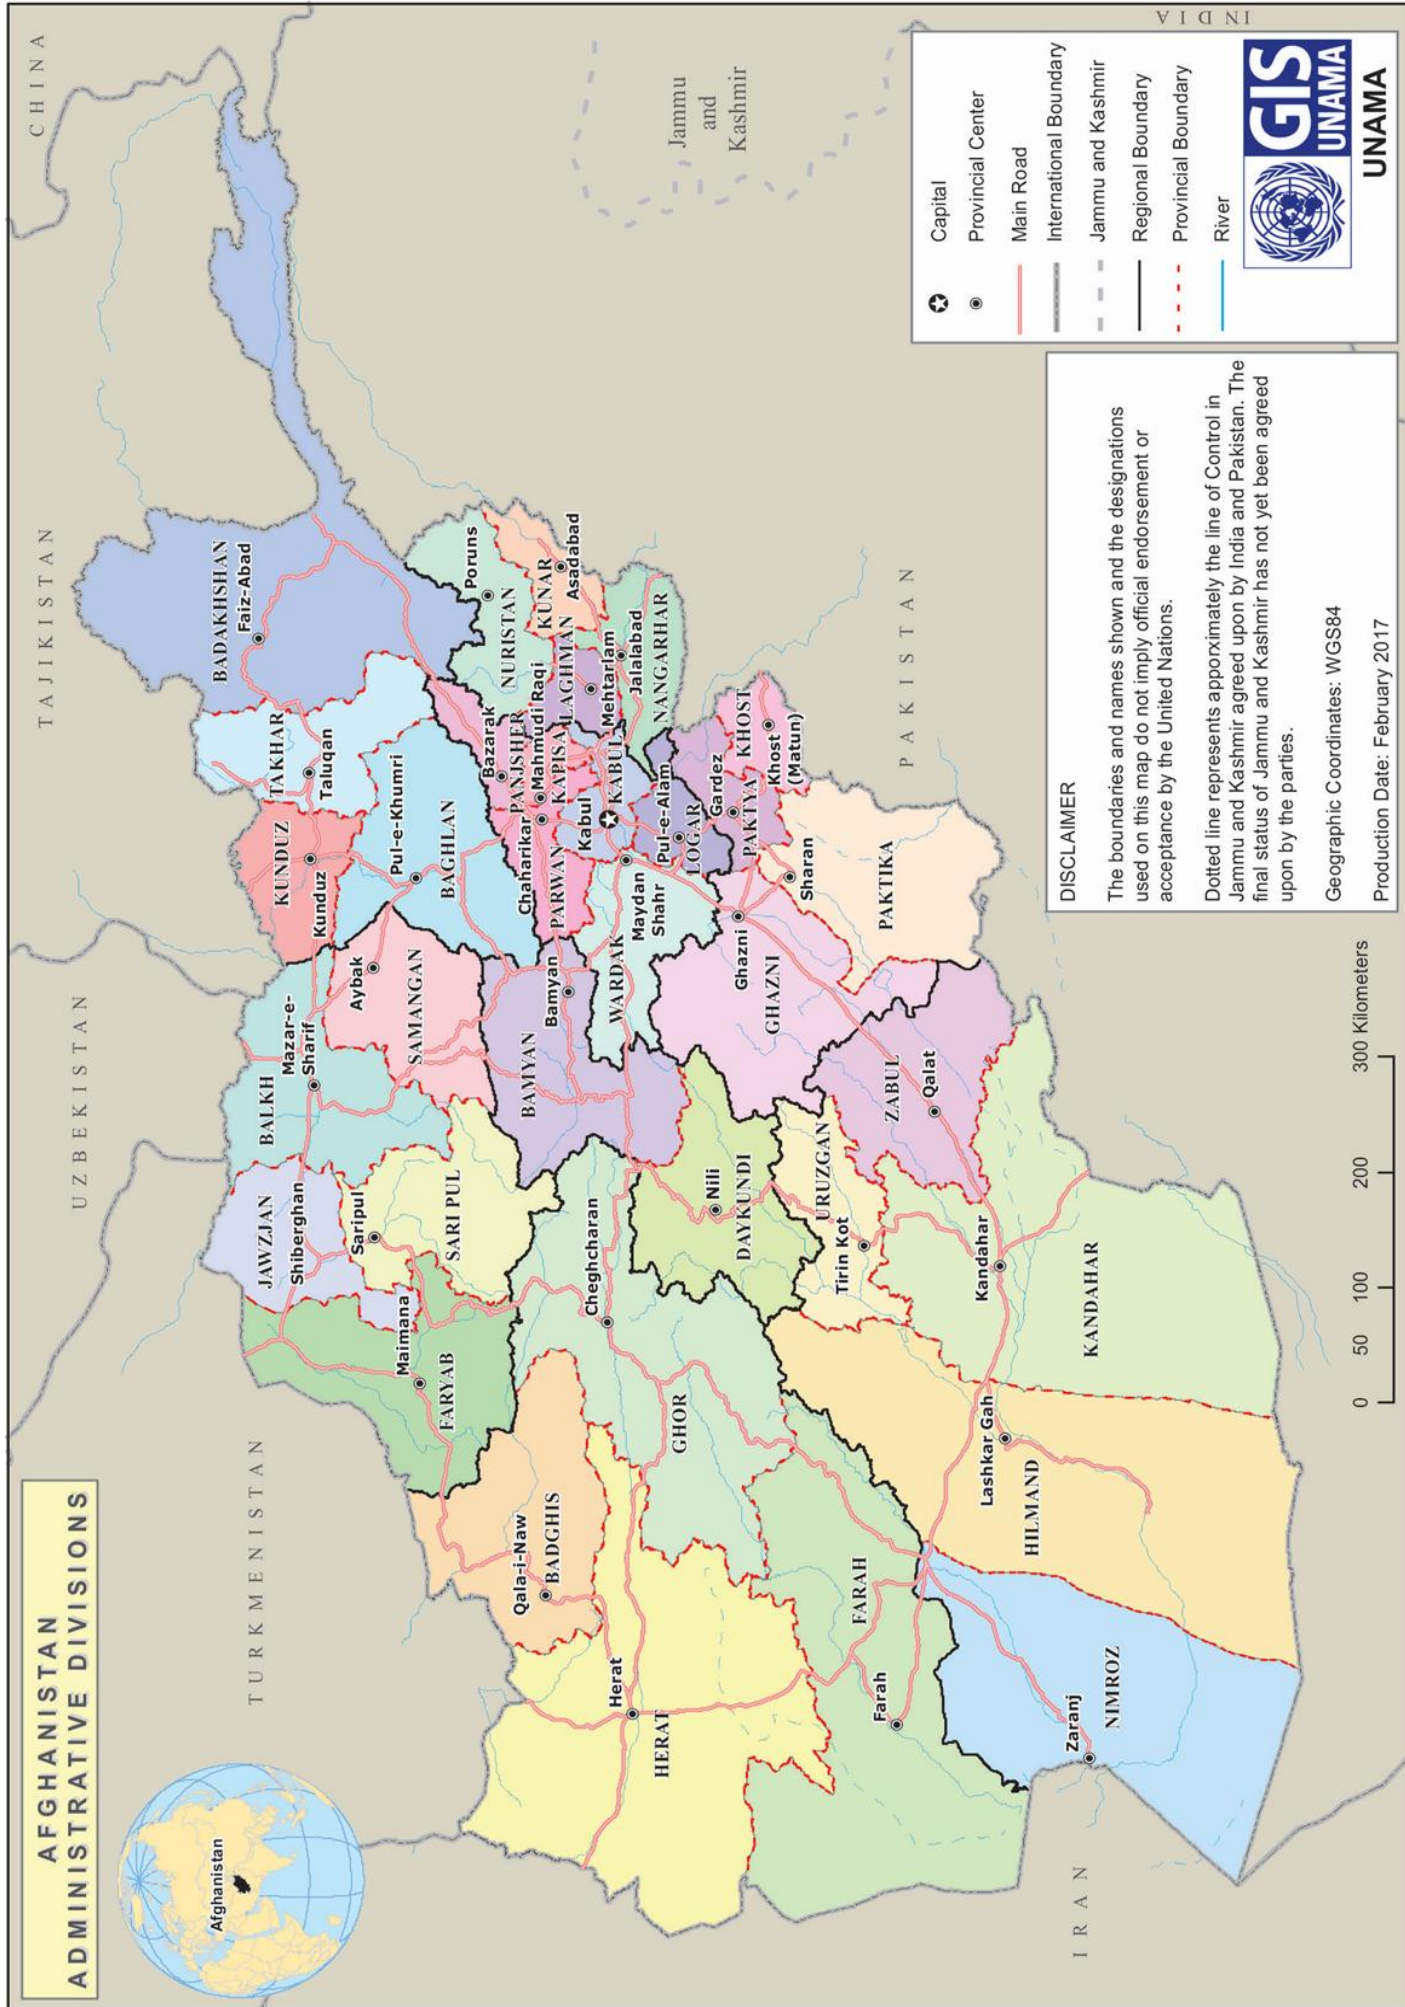 AFGHANISTAN
ADMINISTRATIVE DIVISIONS
Afghanistan
CHINA
TAJIKISTAN
UZBEKISTAN
TURKMENISTAN
IRAN
PAKISTAN
INDIA
Jammu
and
Kashmir
BADAKHSHAN
Faiz-Abad
TAKHAR
Taluqan
KUNDUZ
Kunduz
BALKH
Mazar-e-
Sharif
JAWZJAN
Shiberghan
SARI PUL
Saripul
FARYAB
Maimana
SAMANGAN
Aybak
BAGHLAN
Pul-e-Khumri
BADGHIS
Qala-i-Naw
HERAT
Herat
GHOR
Cheghcharan
BAMYAN
Bamyan
PARWAN
Chaharikar
PANJSHER
Bazarak
KAPISA
Mahmudi Raqi
NURISTAN
Poruns
KUNAR
Asadabad
LAGHMAN
Mehtarlam
NANGARHAR
Jalalabad
KABUL
Kabul
WARDAK
Maydan
Shahr
LOGAR
Pul-e-Alam
PAKTYA
Gardez
KHOST
Khost
(Matun)
GHAZNI
Ghazni
PAKTIKA
Sharan
DAYKUNDI
Nili
URUZGAN
Tirin Kot
ZABUL
Qalat
KANDAHAR
Kandahar
HILMAND
Lashkar Gah
FARAH
Farah
NIMROZ
Zaranj
0 50 100 200 300 Kilometers
DISCLAIMER
The boundaries and names shown and the designations
used on this map do not imply official endorsement or
acceptance by the United Nations.
Dotted line represents apporximately the line of Control in
Jammu and Kashmir agreed upon by India and Pakistan. The
final status of Jammu and Kashmir has not yet been agreed
upon by the parties.
Geographic Coordinates: WGS84
Production Date: February 2017
Capital
Provincial Center
Main Road
International Boundary
Jammu and Kashmir
Regional Boundary
Provincial Boundary
River
GIS
UNAMA
UNAMA